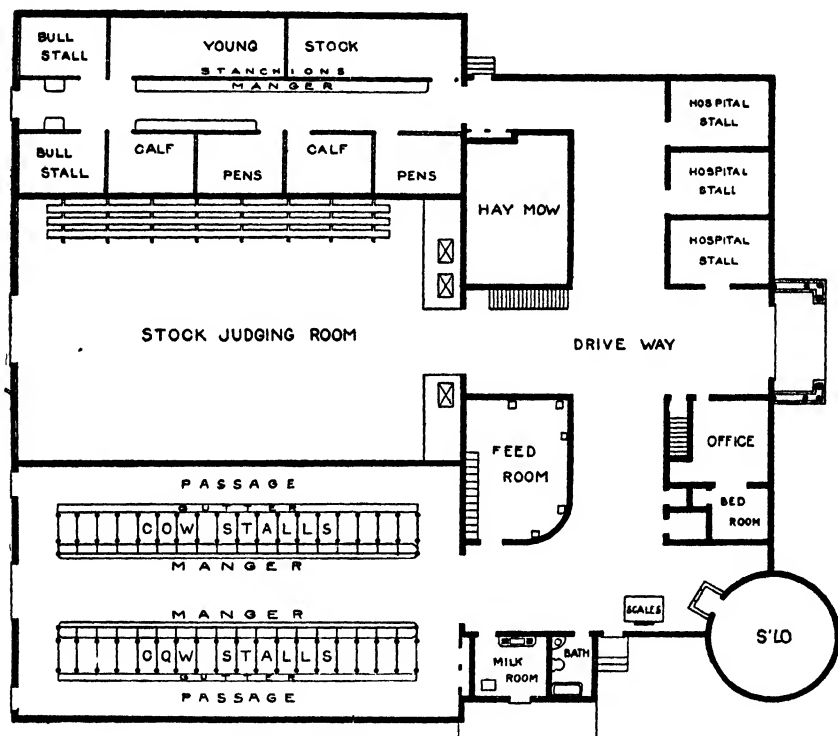 BULL
STALL
YOUNG STOCK
STANCHIONS
MANGER
BULL
STALL
CALF
PENS
CALF
PENS
HAY MOW
HOSPITAL
STALL
HOSPITAL
STALL
HOSPITAL
STALL
STOCK JUDGING ROOM
DRIVE WAY
FEED
ROOM
OFFICE
BED
ROOM
PASSAGE
GUTTER
COW STALLS
MANGER
MANGER
COW STALLS
GUTTER
PASSAGE
MILK
ROOM
BATH
SCALES
S'LO